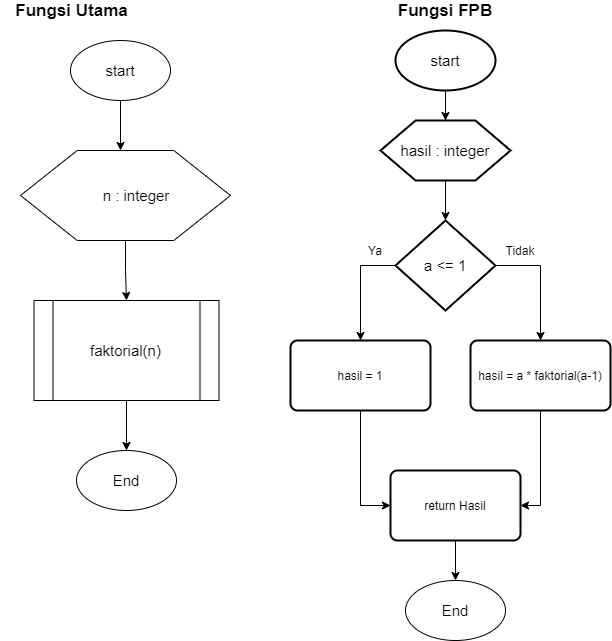 Fungsi Utama
start
n : integer
faktorial(n)
End
Fungsi FPB
start
hasil : integer
a <= 1
Ya
Tidak
hasil = 1
hasil = a * faktorial(a-1)
return Hasil
End